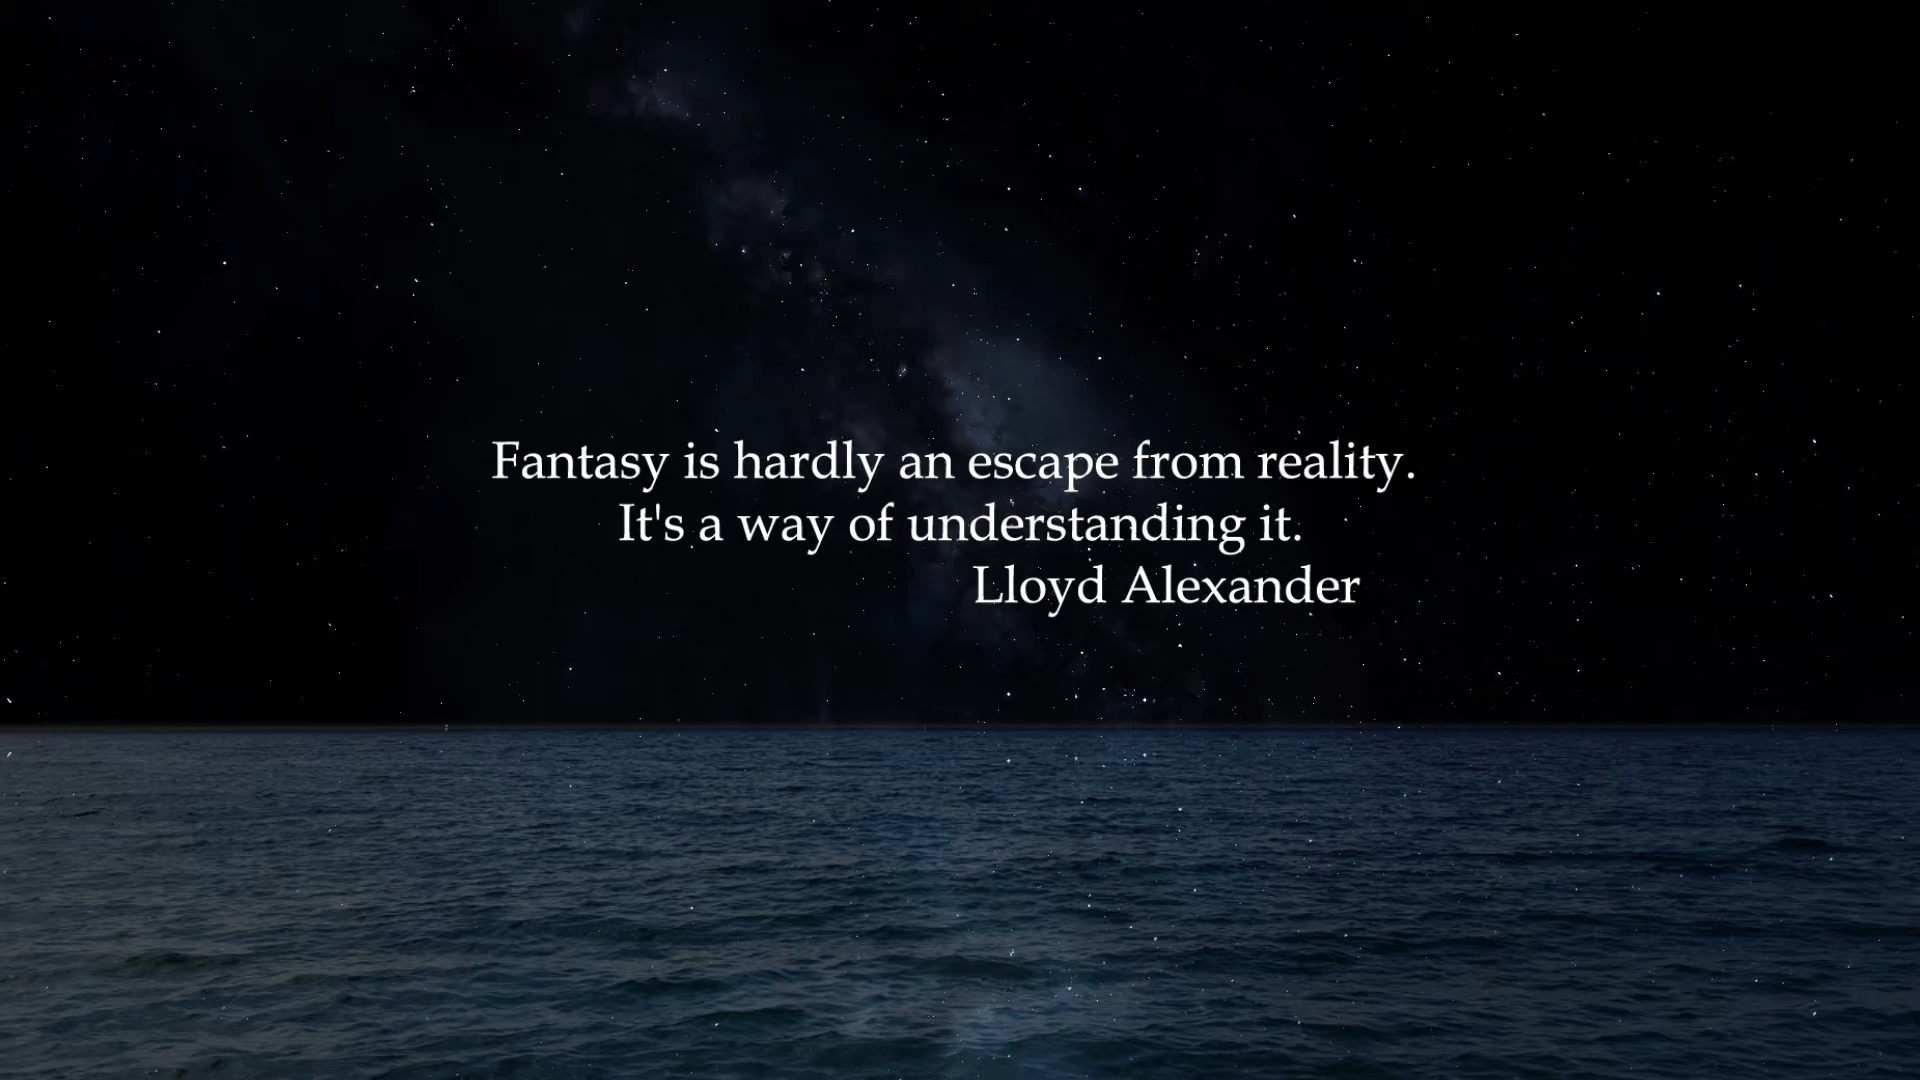 Fantasy is hardly an escape from reality.
It's a way of understanding it.
Lloyd Alexander